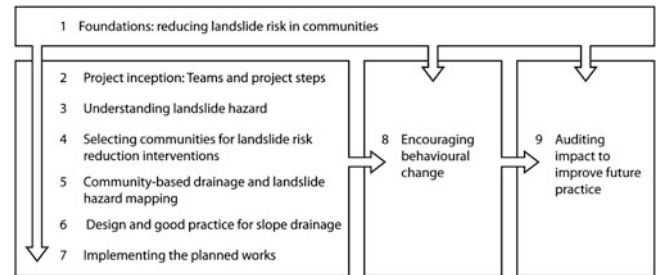 1 Foundations: reducing landslide risk in communities
2 Project inception: Teams and project steps
3 Understanding landslide hazard
4 Selecting communities for landslide risk
reduction interventions
5 Community-based drainage and landslide
hazard mapping
6 Design and good practice for slope drainage
7 Implementing the planned works
8 Encouraging
behavioural
change
9 Auditing
impact to
improve future
practice